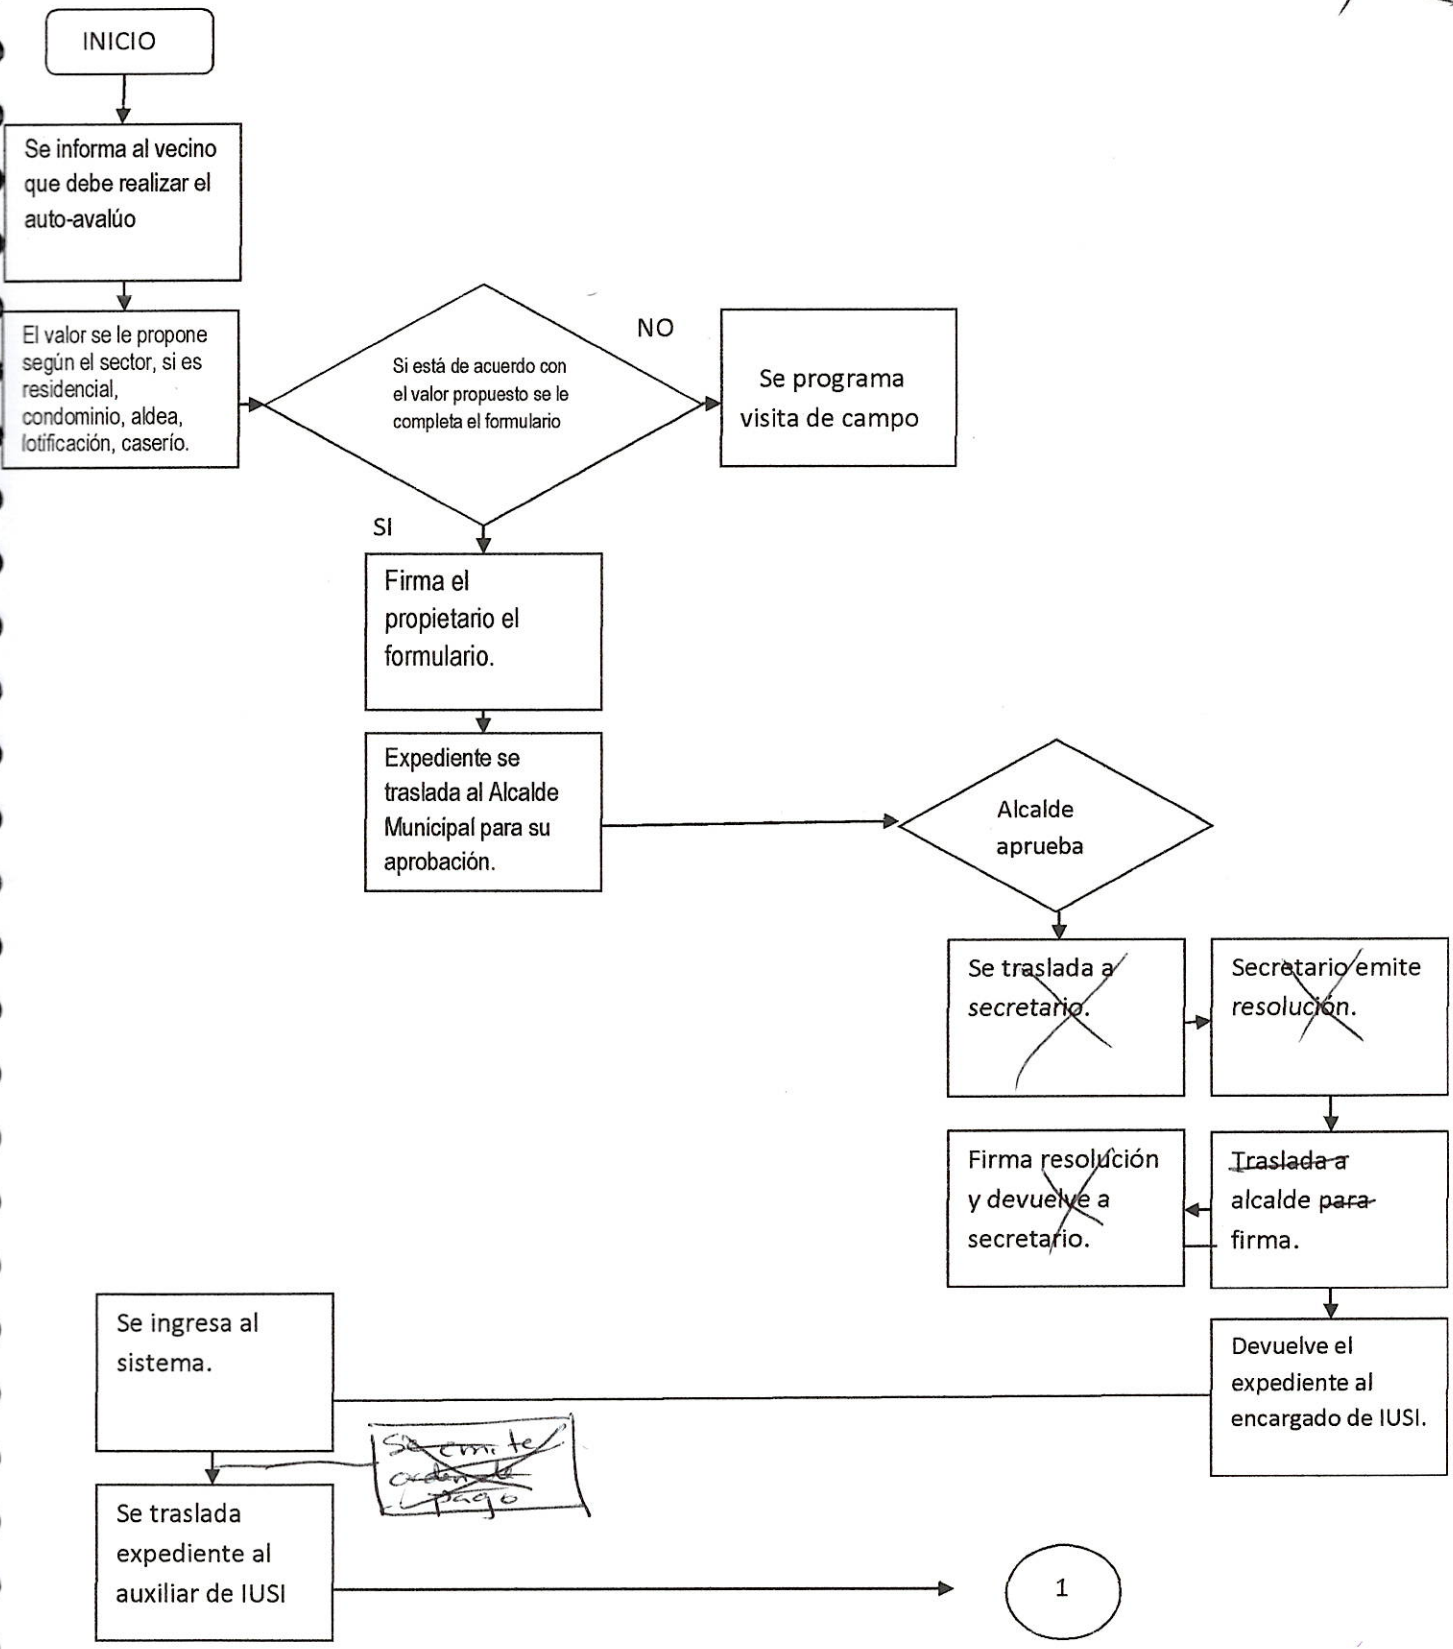 INICIO
Se informa al vecino
que debe realizar el
auto-avalúo
El valor se le propone
según el sector, si es
residencial,
condominio, aldea,
lotificación, caserío.
Si está de acuerdo con
el valor propuesto se le
completa el formulario
NO
Se programa
visita de campo
SI
Firma el
propietario el
formulario.
Expediente se
traslada al Alcalde
Municipal para su
aprobación.
Alcalde
aprueba
Se traslada a
secretario.
Secretario emite
resolución.
Traslada a
alcalde para
firma.
Firma resolución
y devuelve a
secretario.
Devuelve el
expediente al
encargado de IUSI.
Se ingresa al
sistema.
Se emite
orden de
pago
Se traslada
expediente al
auxiliar de IUSI
1